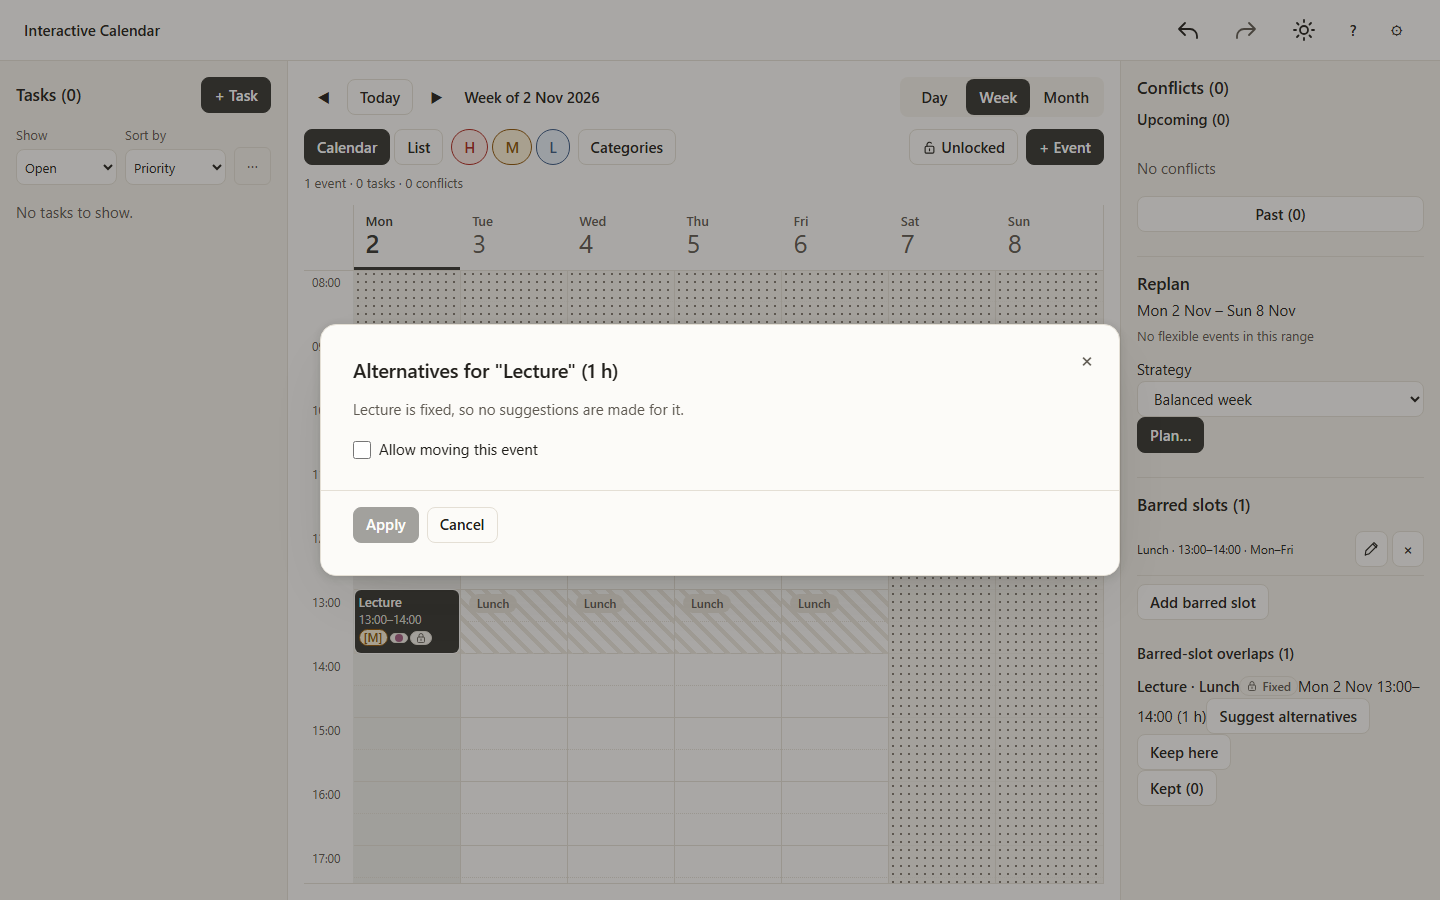 Interactive Calendar
?
Tasks (0)
+ Task
Show
Sort by
Open
Priority
...
No tasks to show.
Today
Week of 2 Nov 2026
Day
Week
Month
Calendar
List
H
M
L
Categories
Unlocked
+ Event
1 event · 0 tasks · 0 conflicts
Mon
2
Tue
3
Wed
4
Thu
5
Fri
6
Sat
7
Sun
8
08:00
Alternatives for "Lecture" (1 h)
×
Lecture is fixed, so no suggestions are made for it.
Allow moving this event
Apply
Cancel
13:00
Lecture
13:00–14:00
[M]
Lunch
Lunch
Lunch
Lunch
14:00
15:00
16:00
17:00
Conflicts (0)
Upcoming (0)
No conflicts
Past (0)
Replan
Mon 2 Nov – Sun 8 Nov
No flexible events in this range
Strategy
Balanced week
Plan...
Barred slots (1)
Lunch · 13:00–14:00 · Mon–Fri
×
Add barred slot
Barred-slot overlaps (1)
Lecture · Lunch Fixed Mon 2 Nov 13:00–
14:00 (1 h) Suggest alternatives
Keep here
Kept (0)